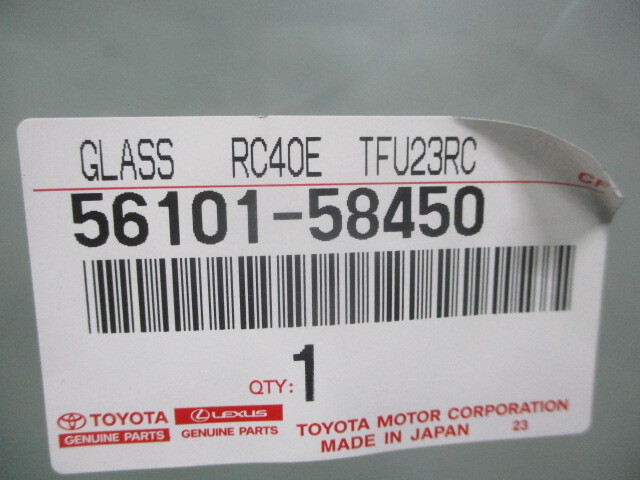 GLASS RC40E TFU23RC
56101-58450
QTY: 1
TOYOTA
GENUINE PARTS
LEXUS
GENUINE PARTS
TOYOTA MOTOR CORPORATION
MADE IN JAPAN 23